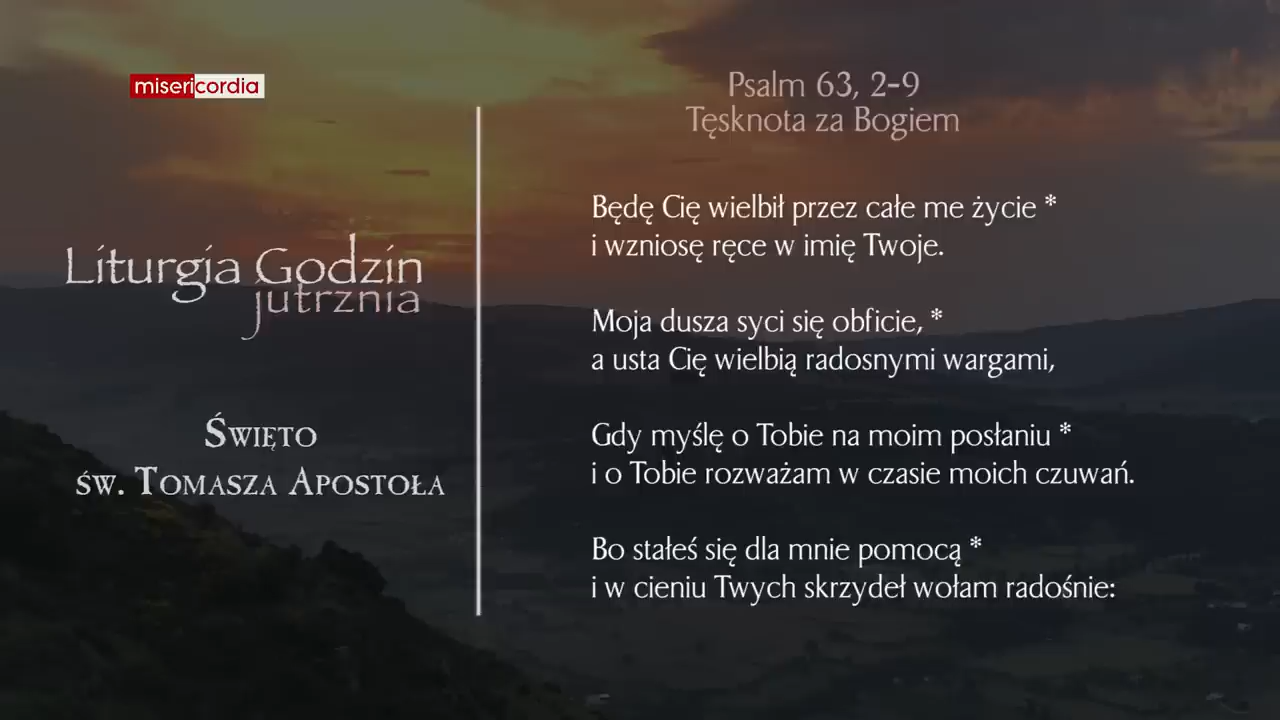 misericordia
Liturgia Godzin
jutrznia
Święto
św. Tomasza Apostoła
Psalm 63, 2-9
Tęsknota za Bogiem
Będę Cię wielbił przez całe me życie *
i wzniosę ręce w imię Twoje.
Moja dusza syci się obficie, *
a usta Cię wielbią radosnymi wargami,
Gdy myślę o Tobie na moim posłaniu *
i o Tobie rozważam w czasie moich czuwań.
Bo stałeś się dla mnie pomocą *
i w cieniu Twych skrzydeł wołam radośnie: